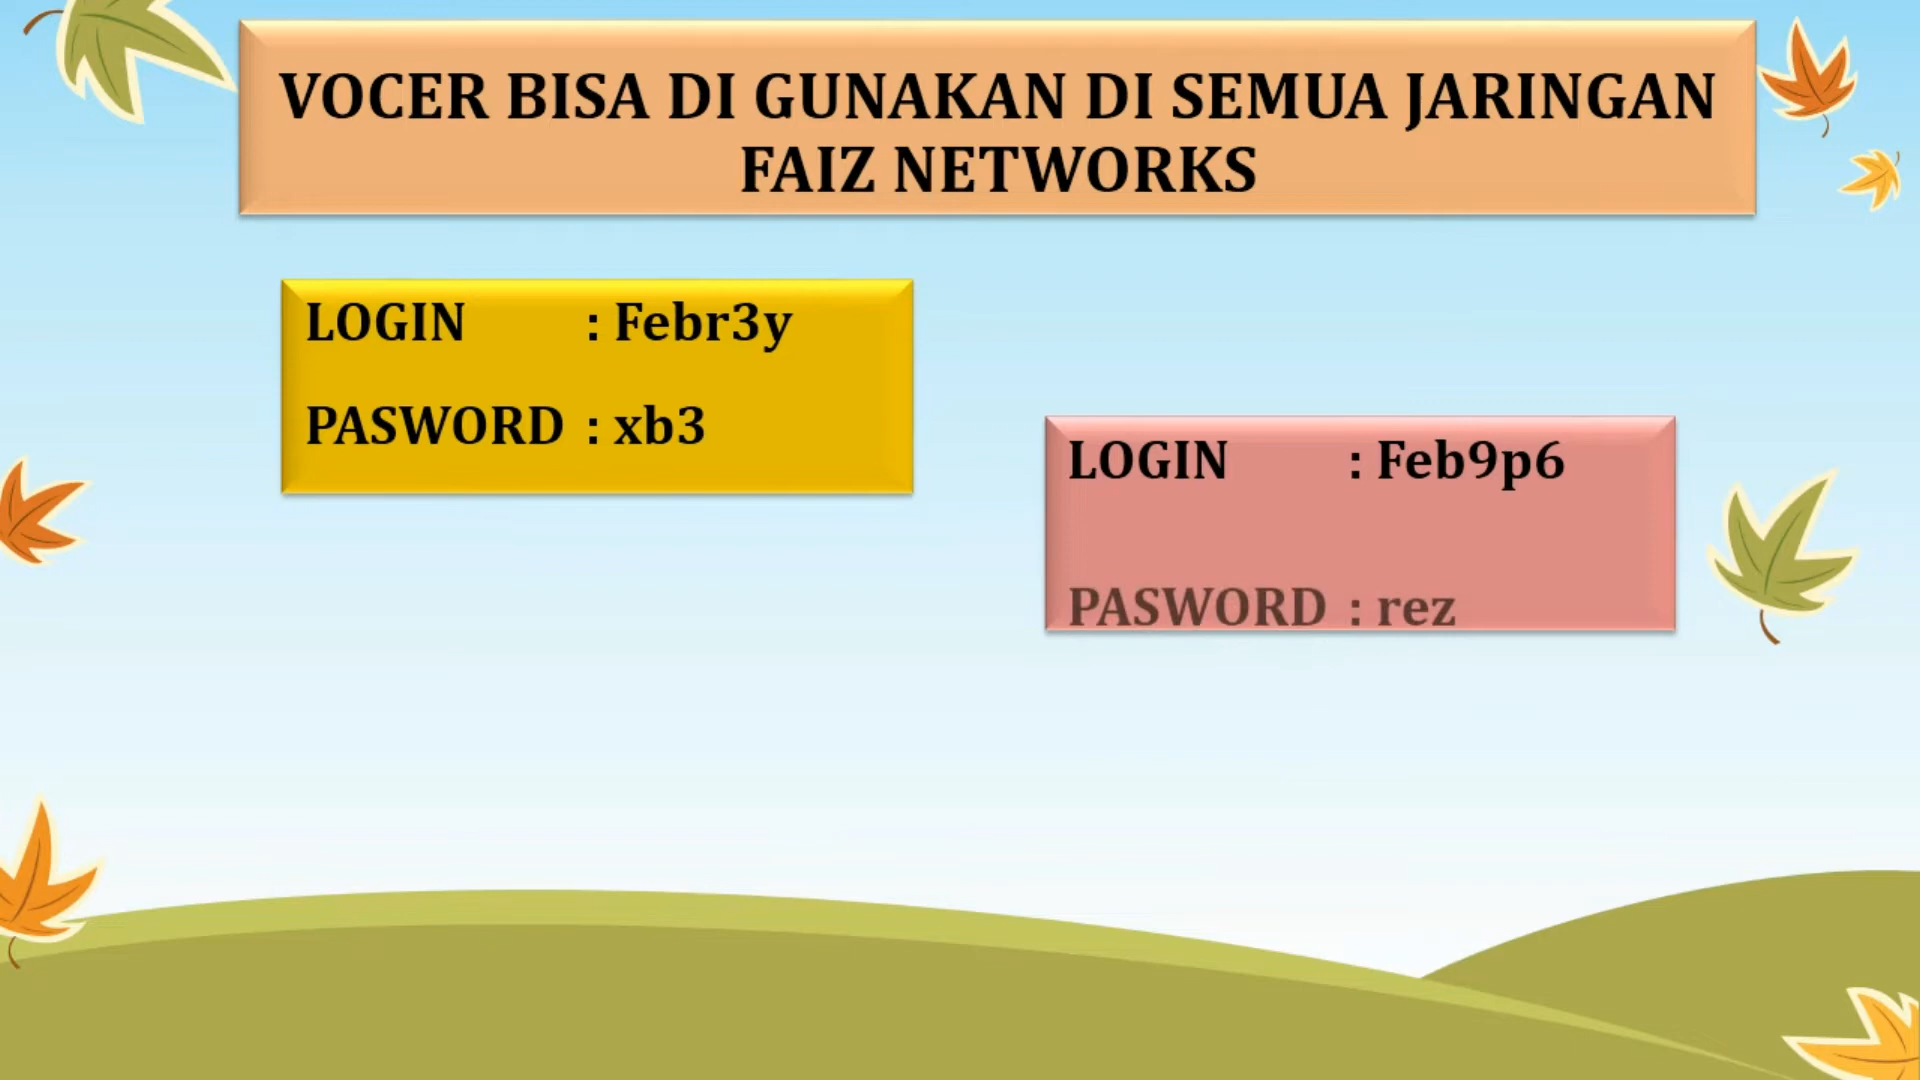 VOCER BISA DI GUNAKAN DI SEMUA JARINGAN
FAIZ NETWORKS
LOGIN : Febr3y
PASWORD : xb3
LOGIN : Feb9p6
PASWORD : rez